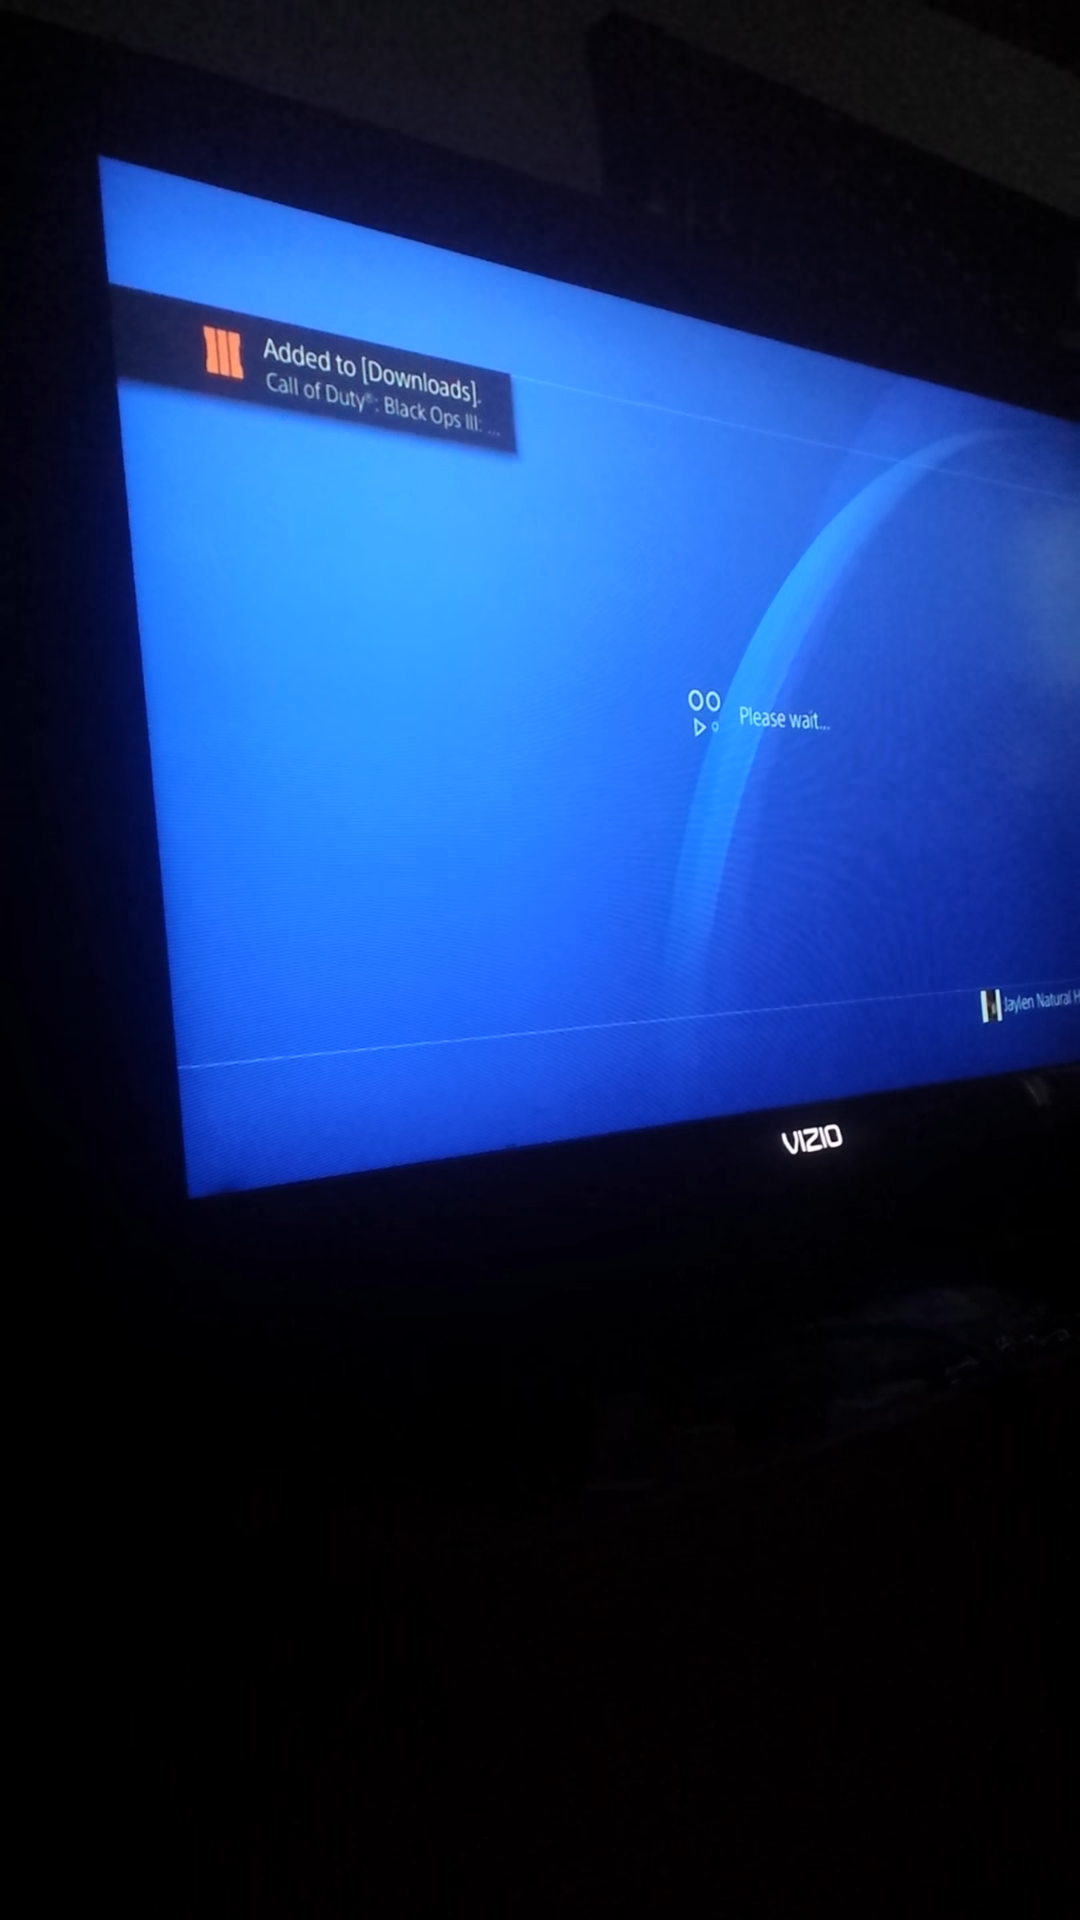 Added to [Downloads].
Call of Duty®: Black Ops III: ...
Please wait...
Jaylen Natural H
VIZIO